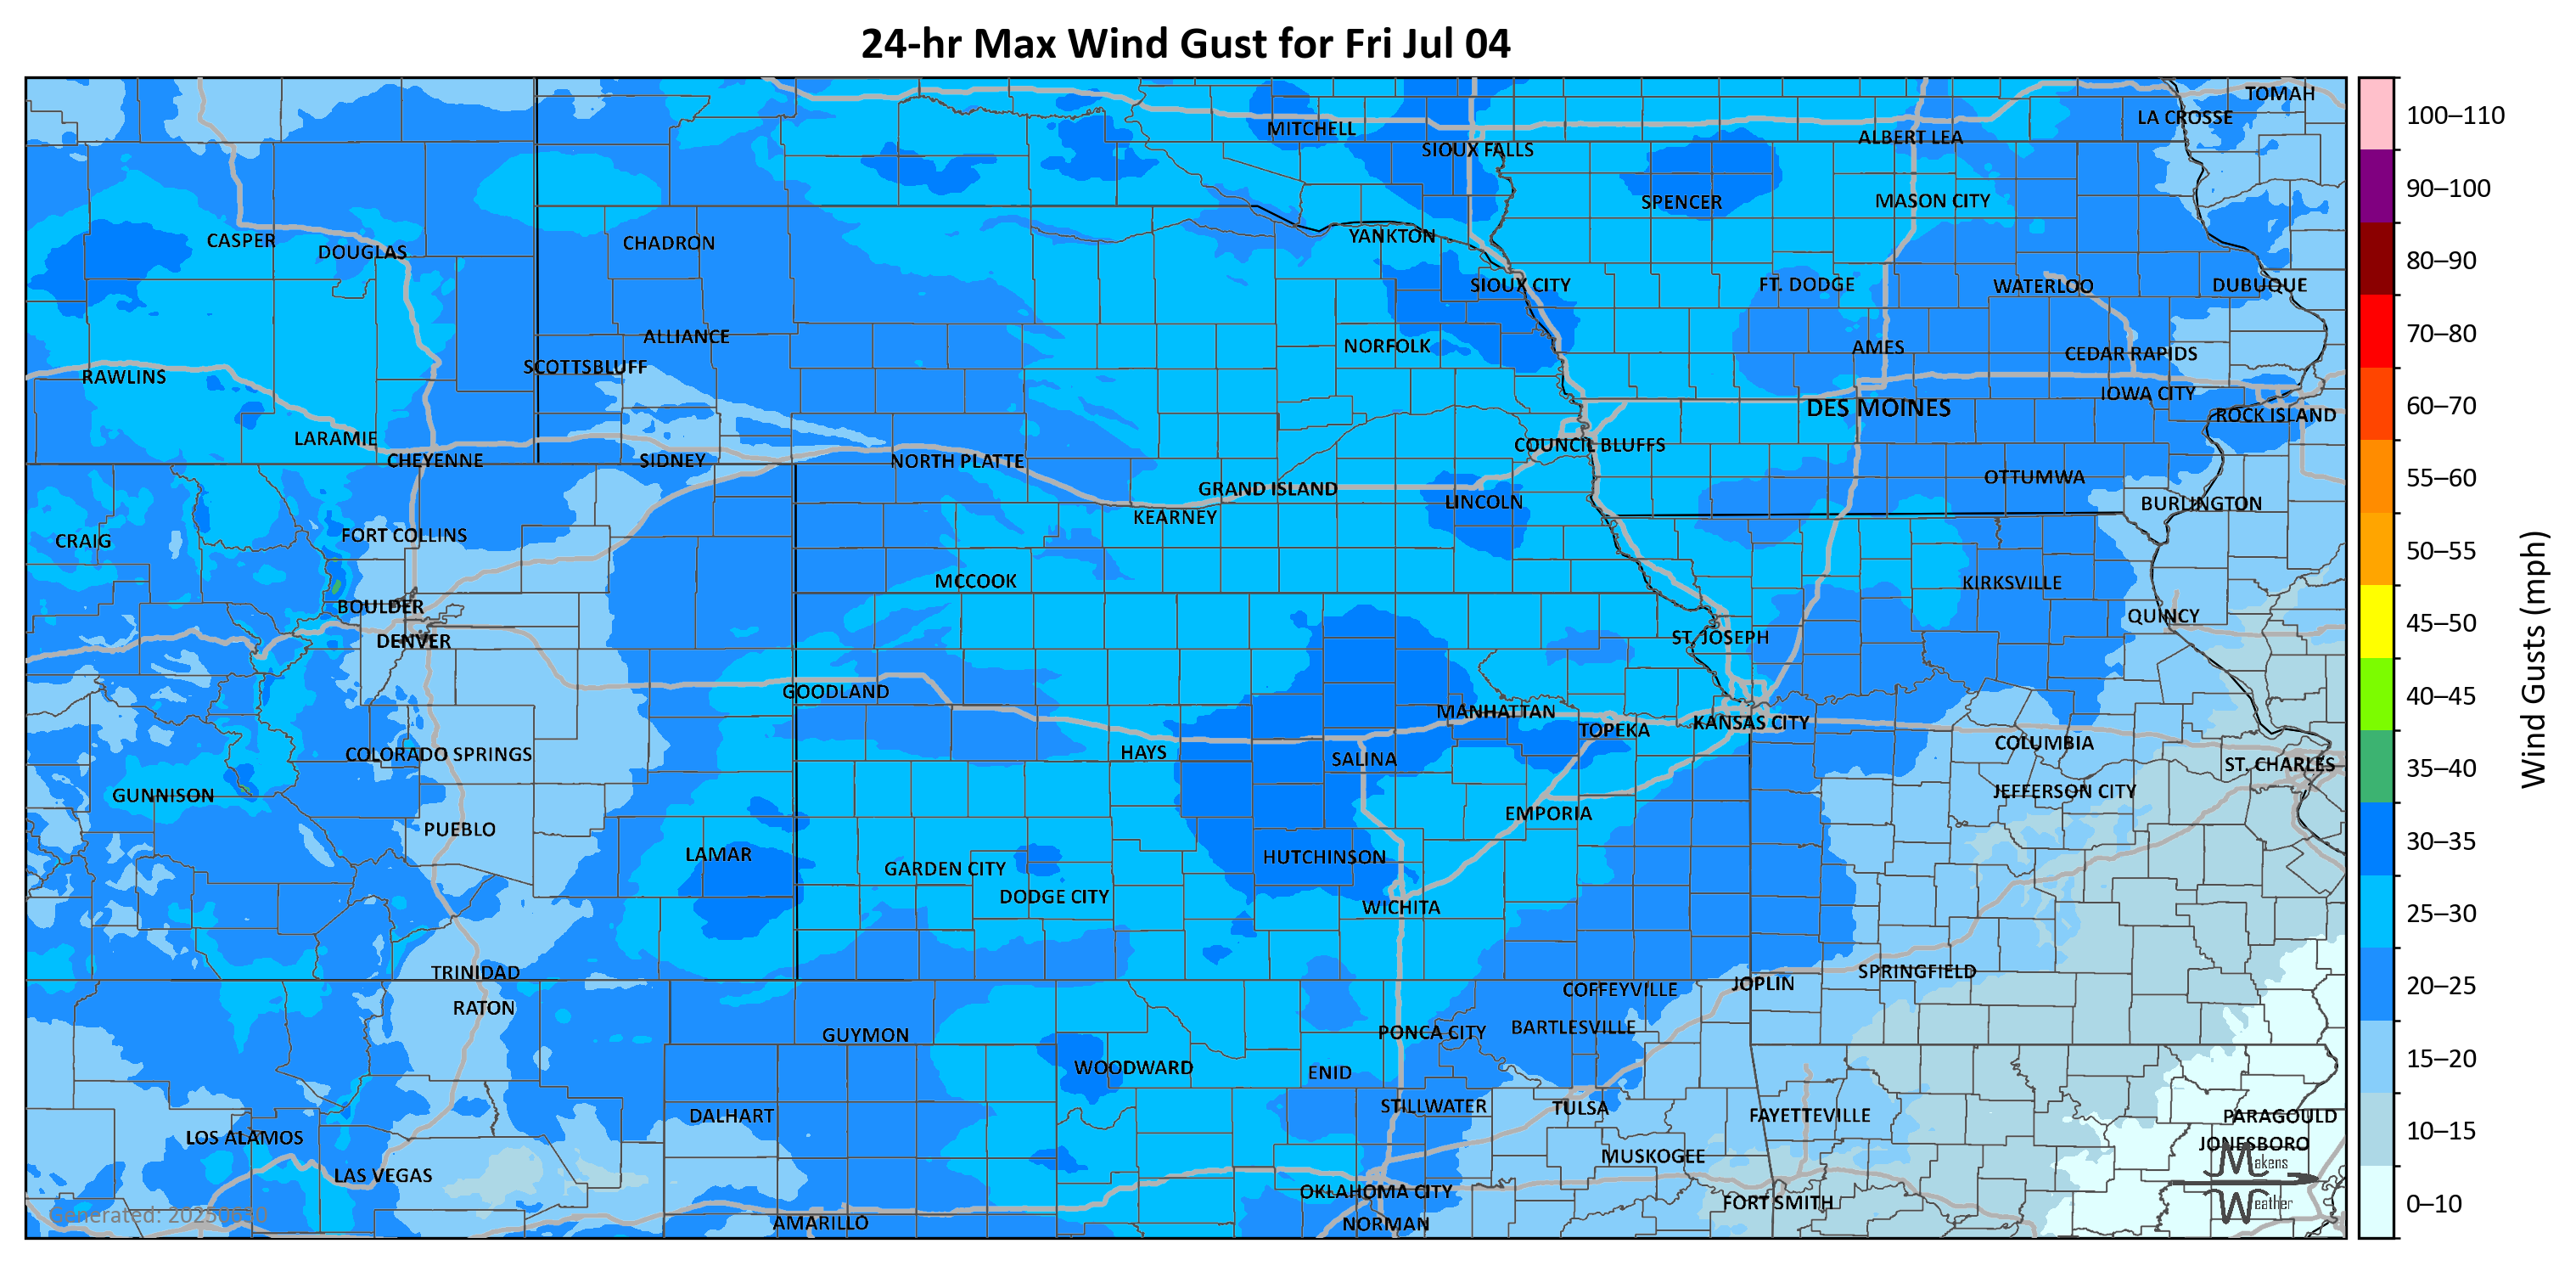 24-hr Max Wind Gust for Fri Jul 04
TOMAH
LA CROSSE
MITCHELL
ALBERT LEA
SIOUX FALLS
SPENCER
MASON CITY
CASPER
DOUGLAS
CHADRON
YANKTON
SIOUX CITY
FT. DODGE
WATERLOO
DUBUQUE
ALLIANCE
NORFOLK
AMES
CEDAR RAPIDS
SCOTTSBLUFF
RAWLINS
IOWA CITY
DES MOINES
ROCK ISLAND
LARAMIE
COUNCIL BLUFFS
CHEYENNE
SIDNEY
NORTH PLATTE
OTTUMWA
GRAND ISLAND
LINCOLN
BURLINGTON
KEARNEY
CRAIG
FORT COLLINS
MCCOOK
KIRKSVILLE
BOULDER
QUINCY
DENVER
ST. JOSEPH
GOODLAND
MANHATTAN
KANSAS CITY
TOPEKA
COLUMBIA
COLORADO SPRINGS
HAYS
SALINA
ST. CHARLES
GUNNISON
JEFFERSON CITY
EMPORIA
PUEBLO
LAMAR
HUTCHINSON
GARDEN CITY
DODGE CITY
WICHITA
TRINIDAD
SPRINGFIELD
JOPLIN
COFFEYVILLE
RATON
BARTLESVILLE
GUYMON
PONCA CITY
WOODWARD
ENID
STILLWATER
TULSA
DALHART
FAYETTEVILLE
PARAGOULD
LOS ALAMOS
JONESBORO
MUSKOGEE
LAS VEGAS
OKLAHOMA CITY
FORT SMITH
AMARILLO
NORMAN
Makens
Weather
100–110
90–100
80–90
70–80
60–70
55–60
50–55
45–50
40–45
35–40
30–35
25–30
20–25
15–20
10–15
0–10
Wind Gusts (mph)
Generated: